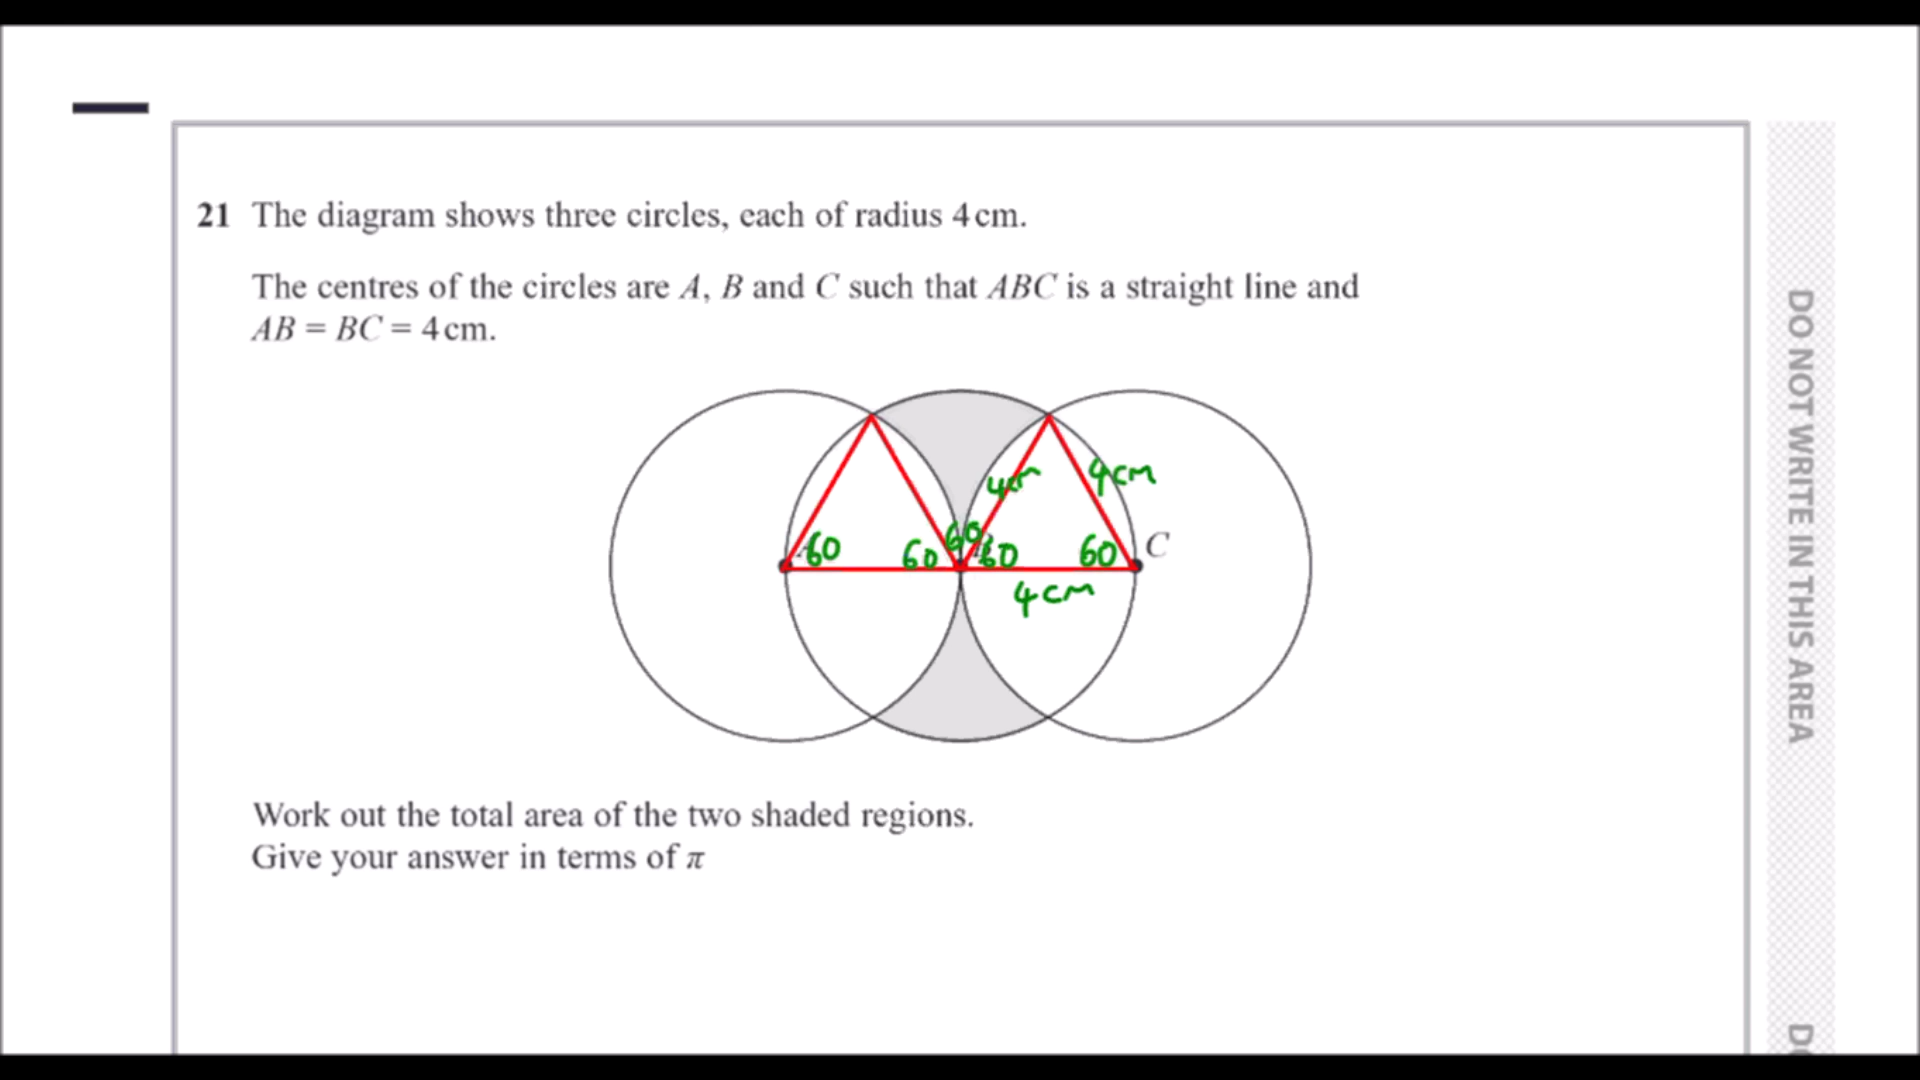 21 The diagram shows three circles, each of radius 4 cm.
The centres of the circles are A, B and C such that ABC is a straight line and
AB = BC = 4 cm.
4cm
4cm
60
60
60
60
60
C
4cm
Work out the total area of the two shaded regions.
Give your answer in terms of π
DO NOT WRITE IN THIS AREA